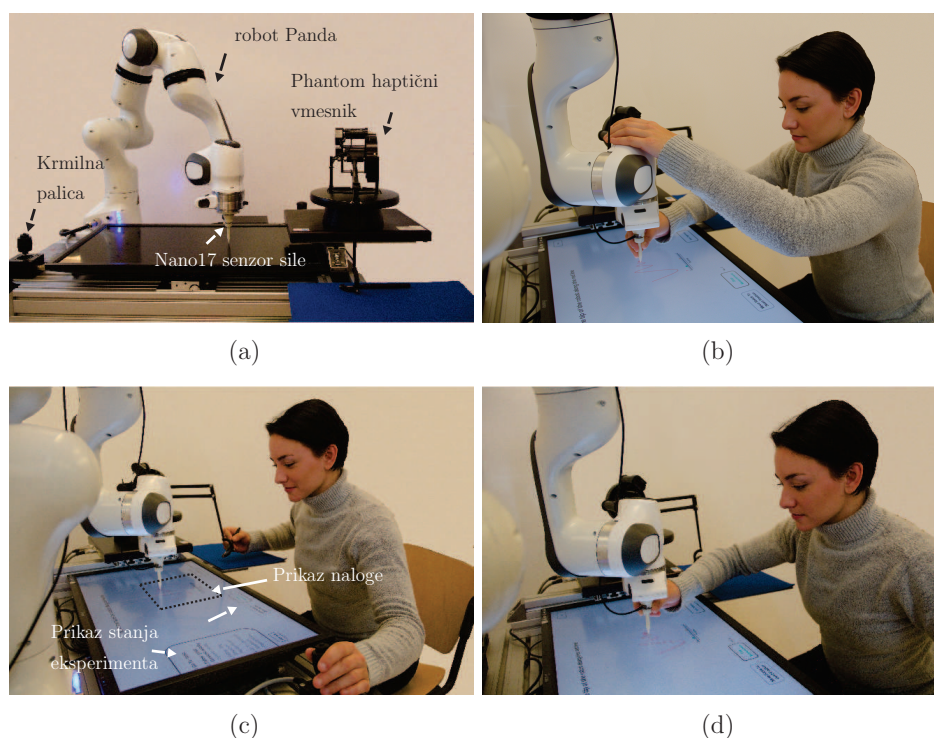 robot Panda
Phantom haptični
vmesnik
Krmilna
palica
Nano17 senzor sile
(a)
(b)
Prikaz naloge
Prikaz stanja
eksperimenta
(c)
(d)